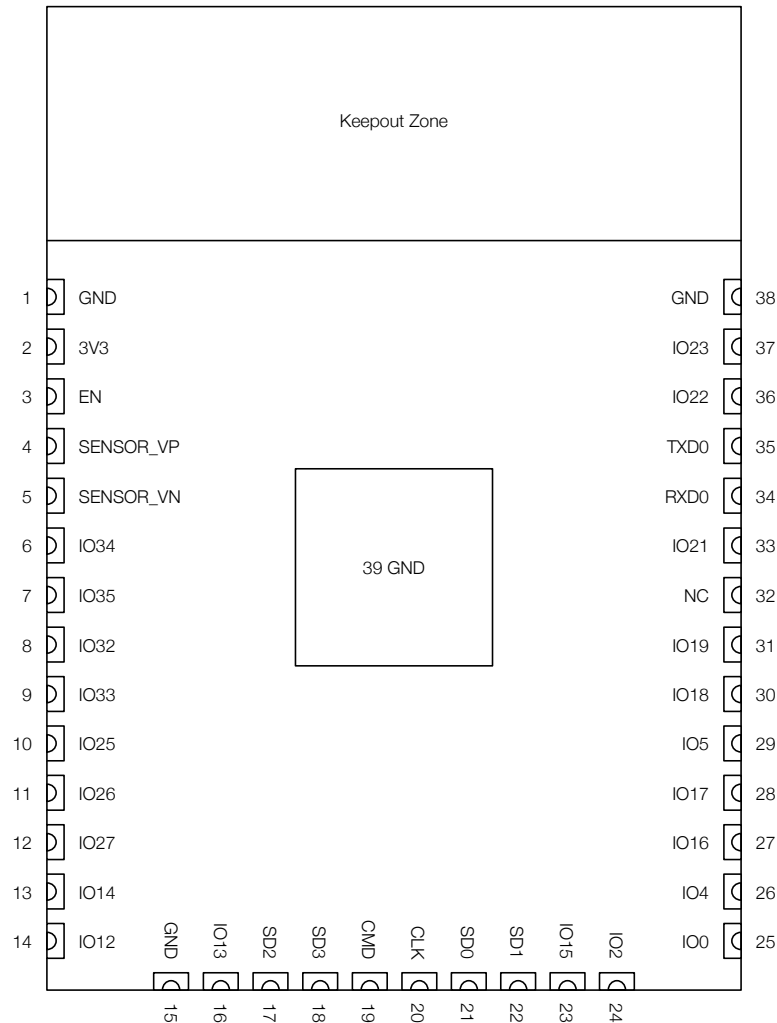 Keepout Zone
1 GND GND 38
2 3V3 IO23 37
3 EN IO22 36
4 SENSOR_VP TXD0 35
5 SENSOR_VN RXD0 34
6 IO34 IO21 33
39 GND
7 IO35 NC 32
8 IO32 IO19 31
9 IO33 IO18 30
10 IO25 IO5 29
11 IO26 IO17 28
12 IO27 IO16 27
13 IO14 IO4 26
14 IO12 IO0 25
GND IO13 SD2 SD3 CMD CLK SD0 SD1 IO15 IO2
15 16 17 18 19 20 21 22 23 24